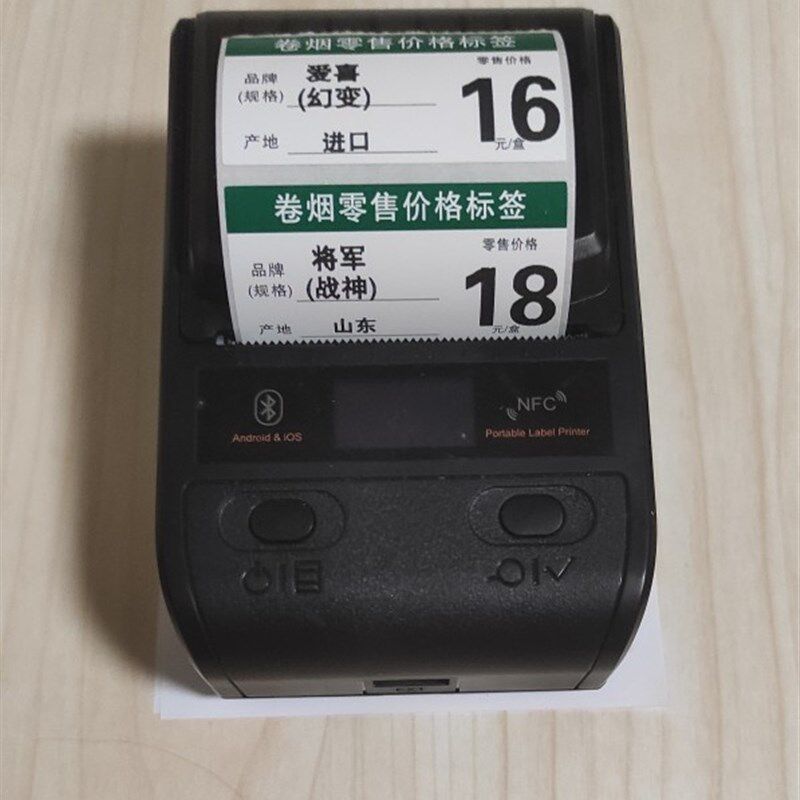 卷烟零售价格标签
品牌 爱喜 零售价格
(规格) (幻变) 16
产地 进口 元/盒
卷烟零售价格标签
品牌 将军 零售价格
(规格) (战神) 18
产地 山东 元/盒
NFC
Android & iOS Portable Label Printer